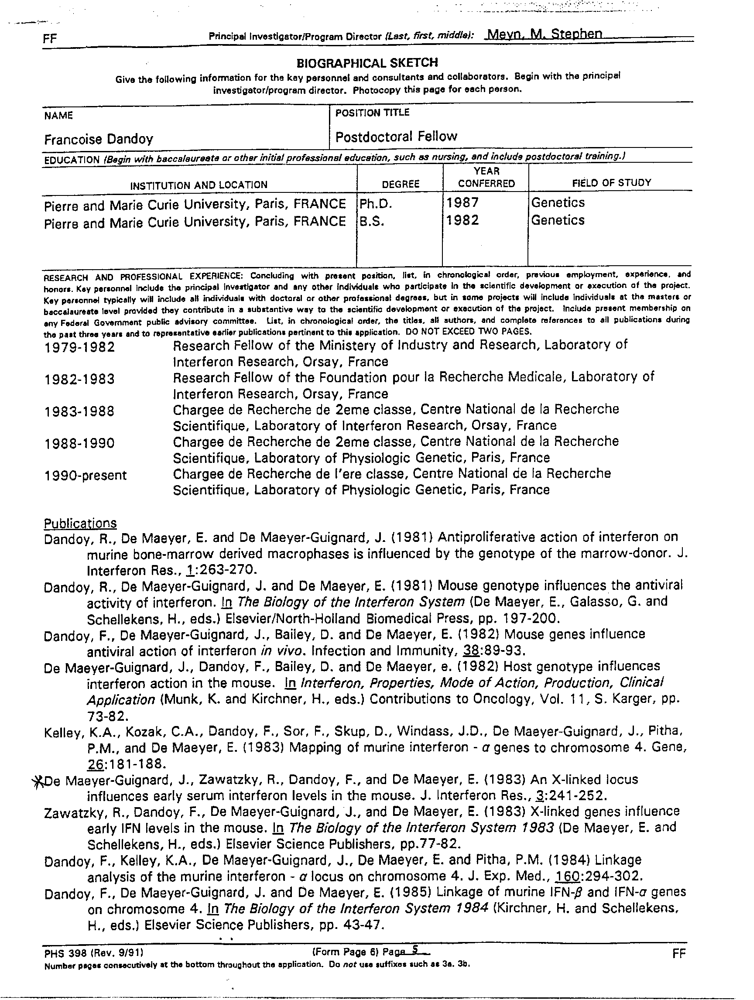 FF
Principal Investigator/Program Director (Last, first, middle): Meyn, M. Stephen
BIOGRAPHICAL SKETCH
Give the following information for the key personnel and consultants and collaborators. Begin with the principal
investigator/program director. Photocopy this page for each person.
NAME
POSITION TITLE
Francoise Dandoy
Postdoctoral Fellow
EDUCATION (Begin with baccalaureate or other initial professional education, such as nursing, and include postdoctoral training.)
INSTITUTION AND LOCATION
DEGREE
YEAR
CONFERRED
FIELD OF STUDY
Pierre and Marie Curie University, Paris, FRANCE Ph.D. 1987 Genetics
Pierre and Marie Curie University, Paris, FRANCE B.S. 1982 Genetics
RESEARCH AND PROFESSIONAL EXPERIENCE: Concluding with present position, list, in chronological order, previous employment, experience, and
honors. Key personnel include the principal investigator and any other individuals who participate in the scientific development or execution of the project.
Key personnel typically will include all individuals with doctoral or other professional degrees, but in some projects will include individuals at the masters or
baccalaureate level provided they contribute in a substantive way to the scientific development or execution of the project. Include present membership on
any Federal Government public advisory committee. List, in chronological order, the titles, all authors, and complete references to all publications during
the past three years and to representative earlier publications pertinent to this application. DO NOT EXCEED TWO PAGES.
1979-1982 Research Fellow of the Ministery of Industry and Research, Laboratory of
Interferon Research, Orsay, France
1982-1983 Research Fellow of the Foundation pour la Recherche Medicale, Laboratory of
Interferon Research, Orsay, France
1983-1988 Chargee de Recherche de 2eme classe, Centre National de la Recherche
Scientifique, Laboratory of Interferon Research, Orsay, France
1988-1990 Chargee de Recherche de 2eme classe, Centre National de la Recherche
Scientifique, Laboratory of Physiologic Genetic, Paris, France
1990-present Chargee de Recherche de l'ere classe, Centre National de la Recherche
Scientifique, Laboratory of Physiologic Genetic, Paris, France
Publications
Dandoy, R., De Maeyer, E. and De Maeyer-Guignard, J. (1981) Antiproliferative action of interferon on
murine bone-marrow derived macrophases is influenced by the genotype of the marrow-donor. J.
Interferon Res., 1:263-270.
Dandoy, R., De Maeyer-Guignard, J. and De Maeyer, E. (1981) Mouse genotype influences the antiviral
activity of interferon. In The Biology of the Interferon System (De Maeyer, E., Galasso, G. and
Schellekens, H., eds.) Elsevier/North-Holland Biomedical Press, pp. 197-200.
Dandoy, F., De Maeyer-Guignard, J., Bailey, D. and De Maeyer, E. (1982) Mouse genes influence
antiviral action of interferon in vivo. Infection and Immunity, 38:89-93.
De Maeyer-Guignard, J., Dandoy, F., Bailey, D. and De Maeyer, e. (1982) Host genotype influences
interferon action in the mouse. In Interferon, Properties, Mode of Action, Production, Clinical
Application (Munk, K. and Kirchner, H., eds.) Contributions to Oncology, Vol. 11, S. Karger, pp.
73-82.
Kelley, K.A., Kozak, C.A., Dandoy, F., Sor, F., Skup, D., Windass, J.D., De Maeyer-Guignard, J., Pitha,
P.M., and De Maeyer, E. (1983) Mapping of murine interferon - α genes to chromosome 4. Gene,
26:181-188.
De Maeyer-Guignard, J., Zawatzky, R., Dandoy, F., and De Maeyer, E. (1983) An X-linked locus
influences early serum interferon levels in the mouse. J. Interferon Res., 3:241-252.
Zawatzky, R., Dandoy, F., De Maeyer-Guignard, J., and De Maeyer, E. (1983) X-linked genes influence
early IFN levels in the mouse. In The Biology of the Interferon System 1983 (De Maeyer, E. and
Schellekens, H., eds.) Elsevier Science Publishers, pp.77-82.
Dandoy, F., Kelley, K.A., De Maeyer-Guignard, J., De Maeyer, E. and Pitha, P.M. (1984) Linkage
analysis of the murine interferon - α locus on chromosome 4. J. Exp. Med., 160:294-302.
Dandoy, F., De Maeyer-Guignard, J. and De Maeyer, E. (1985) Linkage of murine IFN-β and IFN-α genes
on chromosome 4. In The Biology of the Interferon System 1984 (Kirchner, H. and Schellekens,
H., eds.) Elsevier Science Publishers, pp. 43-47.
PHS 398 (Rev. 9/91) (Form Page 6) Page 5 FF
Number pages consecutively at the bottom throughout the application. Do not use suffixes such as 3a, 3b.